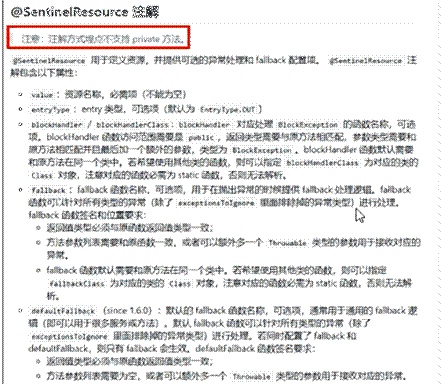 @SentinelResource 注解
注意：注解方式埋点不支持 private 方法。
@SentinelResource 用于定义资源，并提供可选的异常处理和 fallback 配置项。 @SentinelResource 注
解包含以下属性：
value ：资源名称，必需项（不能为空）
entryType ：entry 类型，可选项（默认为 EntryType.OUT ）
blockHandler / blockHandlerClass : blockHandler 对应处理 BlockException 的函数名称，可选
项。blockHandler 函数访问范围需要是 public ，返回类型需要与原方法相匹配，参数类型需要和
原方法相匹配并且最后加一个额外的参数，类型为 BlockException 。blockHandler 函数默认需要
和原方法在同一个类中。若希望使用其他类的函数，则可以指定 blockHandlerClass 为对应的类的
Class 对象，注意对应的函数必需为 static 函数，否则无法解析。
fallback ：fallback 函数名称，可选项，用于在抛出异常的时候提供 fallback 处理逻辑。fallback
函数可以针对所有类型的异常（除了 exceptionsToIgnore 里面排除掉的异常类型）进行处理。
fallback 函数签名和位置要求：
返回值类型必须与原函数返回值类型一致；
方法参数列表需要和原函数一致，或者可以额外多一个 Throwable 类型的参数用于接收对应的
异常。
fallback 函数默认需要和原方法在同一个类中。若希望使用其他类的函数，则可以指定
fallbackClass 为对应的类的 Class 对象，注意对应的函数必需为 static 函数，否则无法解
析。
defaultFallback （since 1.6.0）：默认的 fallback 函数名称，可选项，通常用于通用的 fallback 逻
辑（即可以用于很多服务或方法）。默认 fallback 函数可以针对所有类型的异常（除了
exceptionsToIgnore 里面排除掉的异常类型）进行处理。若同时配置了 fallback 和
defaultFallback，则只有 fallback 会生效。defaultFallback 函数签名要求：
返回值类型必须与原函数返回值类型一致；
方法参数列表需要为空，或者可以额外多一个 Throwable 类型的参数用于接收对应的异常。